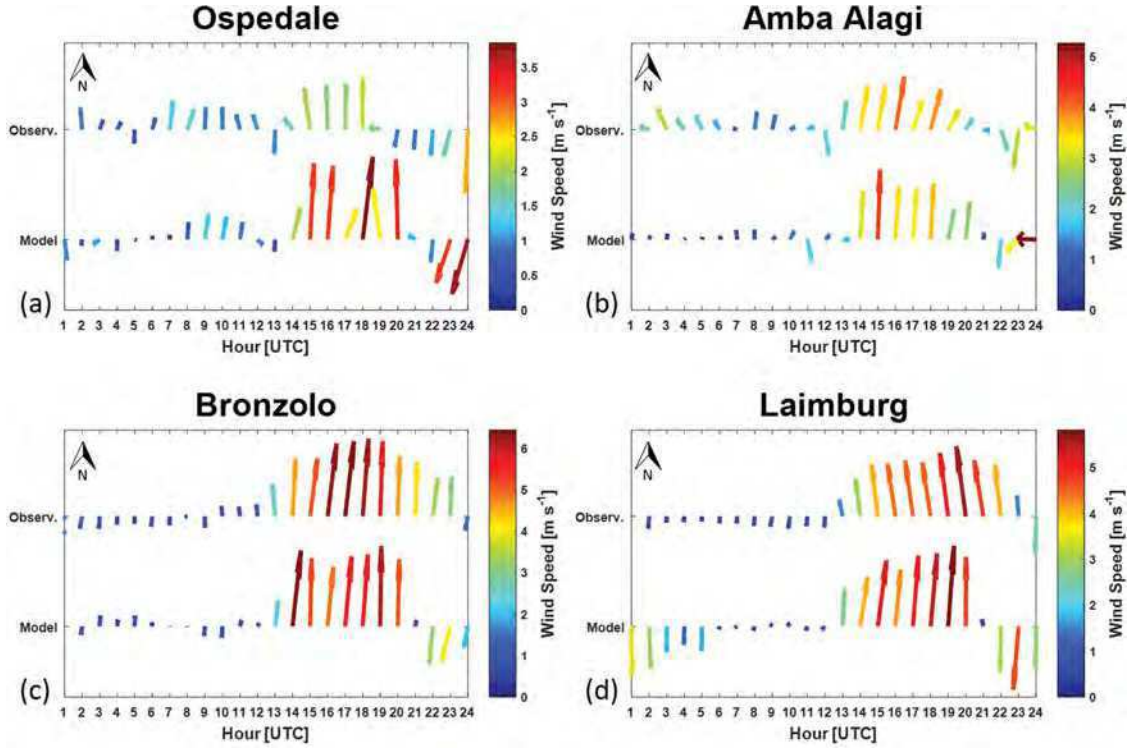 Ospedale
N
Observ.
Model
(a)
1 2 3 4 5 6 7 8 9 10 11 12 13 14 15 16 17 18 19 20 21 22 23 24
Hour [UTC]
3.5
3
2.5
2
1.5
1
0.5
0
Wind Speed [m s⁻¹]
Amba Alagi
N
Observ.
Model
(b)
1 2 3 4 5 6 7 8 9 10 11 12 13 14 15 16 17 18 19 20 21 22 23 24
Hour [UTC]
5
4
3
2
1
0
Wind Speed [m s⁻¹]
Bronzolo
N
Observ.
Model
(c)
1 2 3 4 5 6 7 8 9 10 11 12 13 14 15 16 17 18 19 20 21 22 23 24
Hour [UTC]
6
5
4
3
2
1
0
Wind Speed [m s⁻¹]
Laimburg
N
Observ.
Model
(d)
1 2 3 4 5 6 7 8 9 10 11 12 13 14 15 16 17 18 19 20 21 22 23 24
Hour [UTC]
5
4
3
2
1
0
Wind Speed [m s⁻¹]